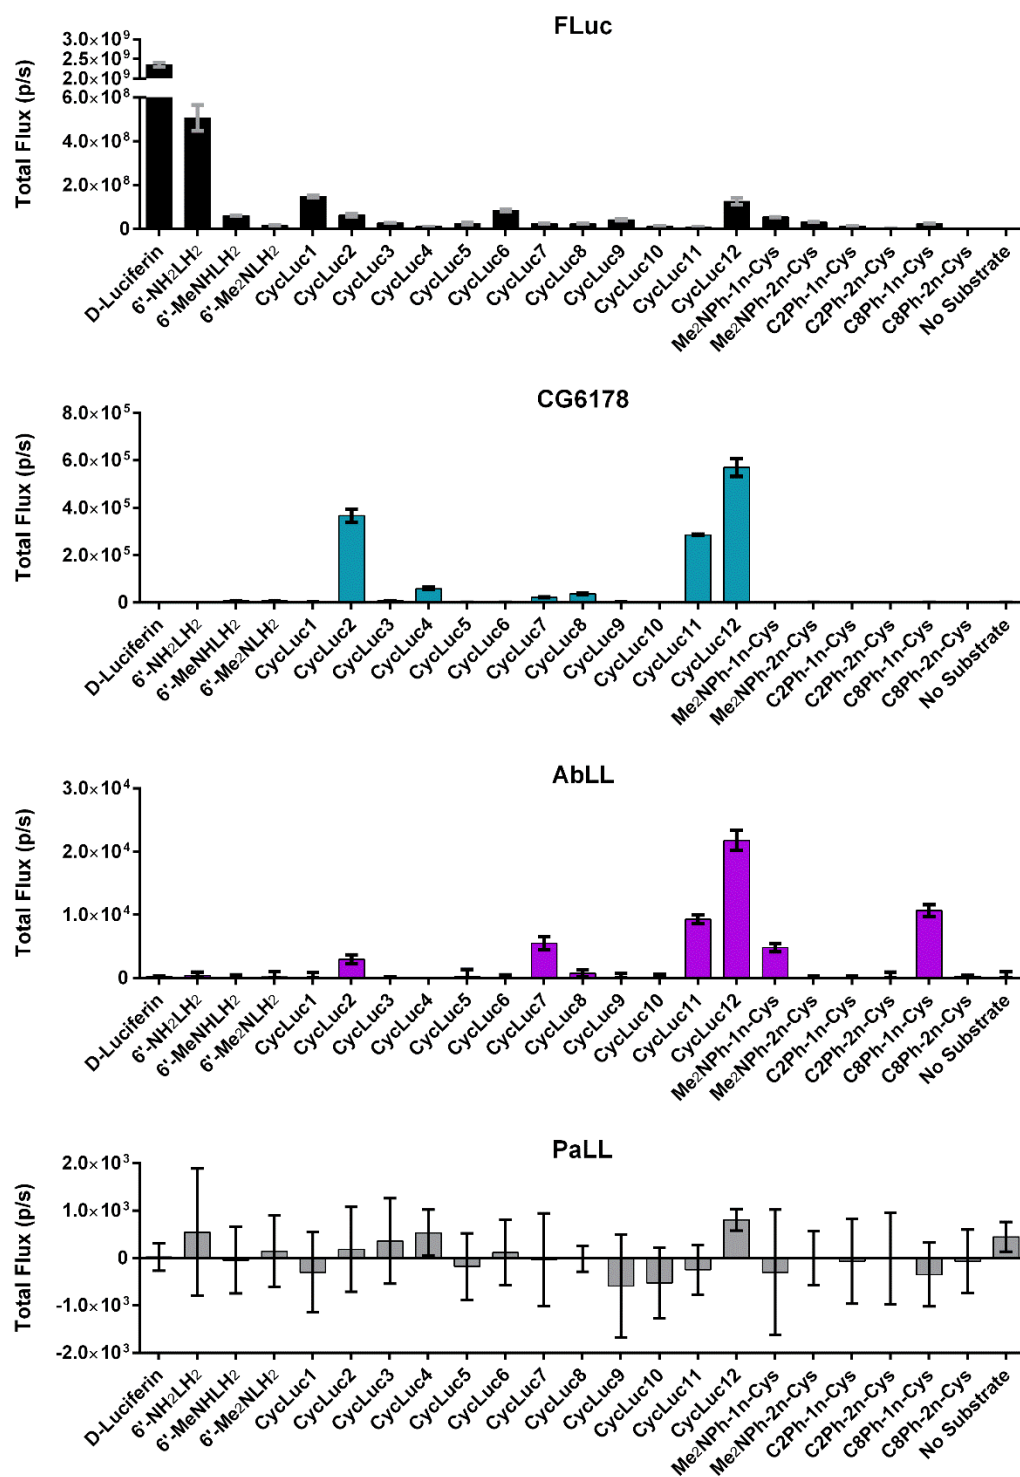 FLuc
Total Flux (p/s)
3.0×10⁹
2.5×10⁹
2.0×10⁹
6.0×10⁸
4.0×10⁸
2.0×10⁸
0
D-Luciferin
6'-NH₂LH₂
6'-MeNHLH₂
6'-Me₂NLH₂
CycLuc1
CycLuc2
CycLuc3
CycLuc4
CycLuc5
CycLuc6
CycLuc7
CycLuc8
CycLuc9
CycLuc10
CycLuc11
CycLuc12
Me₂NPh-1n-Cys
Me₂NPh-2n-Cys
C2Ph-1n-Cys
C2Ph-2n-Cys
C8Ph-1n-Cys
C8Ph-2n-Cys
No Substrate
CG6178
Total Flux (p/s)
8.0×10⁵
6.0×10⁵
4.0×10⁵
2.0×10⁵
0
D-Luciferin
6'-NH₂LH₂
6'-MeNHLH₂
6'-Me₂NLH₂
CycLuc1
CycLuc2
CycLuc3
CycLuc4
CycLuc5
CycLuc6
CycLuc7
CycLuc8
CycLuc9
CycLuc10
CycLuc11
CycLuc12
Me₂NPh-1n-Cys
Me₂NPh-2n-Cys
C2Ph-1n-Cys
C2Ph-2n-Cys
C8Ph-1n-Cys
C8Ph-2n-Cys
No Substrate
AbLL
Total Flux (p/s)
3.0×10⁴
2.0×10⁴
1.0×10⁴
0
D-Luciferin
6'-NH₂LH₂
6'-MeNHLH₂
6'-Me₂NLH₂
CycLuc1
CycLuc2
CycLuc3
CycLuc4
CycLuc5
CycLuc6
CycLuc7
CycLuc8
CycLuc9
CycLuc10
CycLuc11
CycLuc12
Me₂NPh-1n-Cys
Me₂NPh-2n-Cys
C2Ph-1n-Cys
C2Ph-2n-Cys
C8Ph-1n-Cys
C8Ph-2n-Cys
No Substrate
PaLL
Total Flux (p/s)
2.0×10³
1.0×10³
0
-1.0×10³
-2.0×10³
D-Luciferin
6'-NH₂LH₂
6'-MeNHLH₂
6'-Me₂NLH₂
CycLuc1
CycLuc2
CycLuc3
CycLuc4
CycLuc5
CycLuc6
CycLuc7
CycLuc8
CycLuc9
CycLuc10
CycLuc11
CycLuc12
Me₂NPh-1n-Cys
Me₂NPh-2n-Cys
C2Ph-1n-Cys
C2Ph-2n-Cys
C8Ph-1n-Cys
C8Ph-2n-Cys
No Substrate